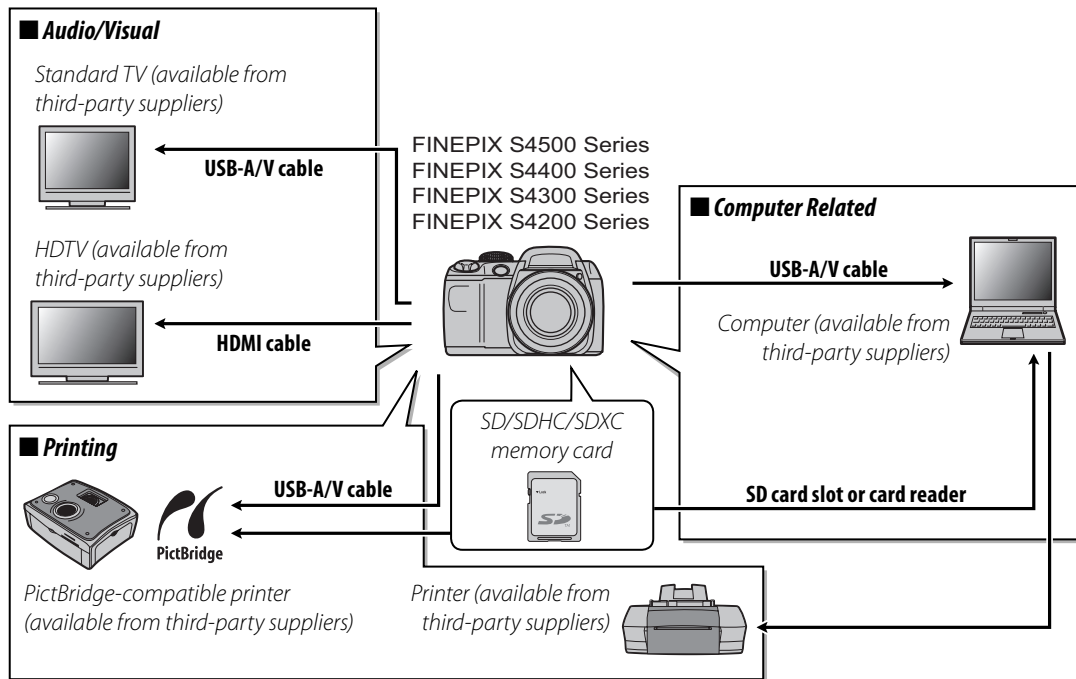 ■ Audio/Visual
Standard TV (available from
third-party suppliers)
USB-A/V cable
HDTV (available from
third-party suppliers)
HDMI cable
FINEPIX S4500 Series
FINEPIX S4400 Series
FINEPIX S4300 Series
FINEPIX S4200 Series
■ Computer Related
USB-A/V cable
Computer (available from
third-party suppliers)
SD/SDHC/SDXC
memory card
Lock
SD
SD card slot or card reader
■ Printing
USB-A/V cable
PictBridge
PictBridge-compatible printer
(available from third-party suppliers)
Printer (available from
third-party suppliers)